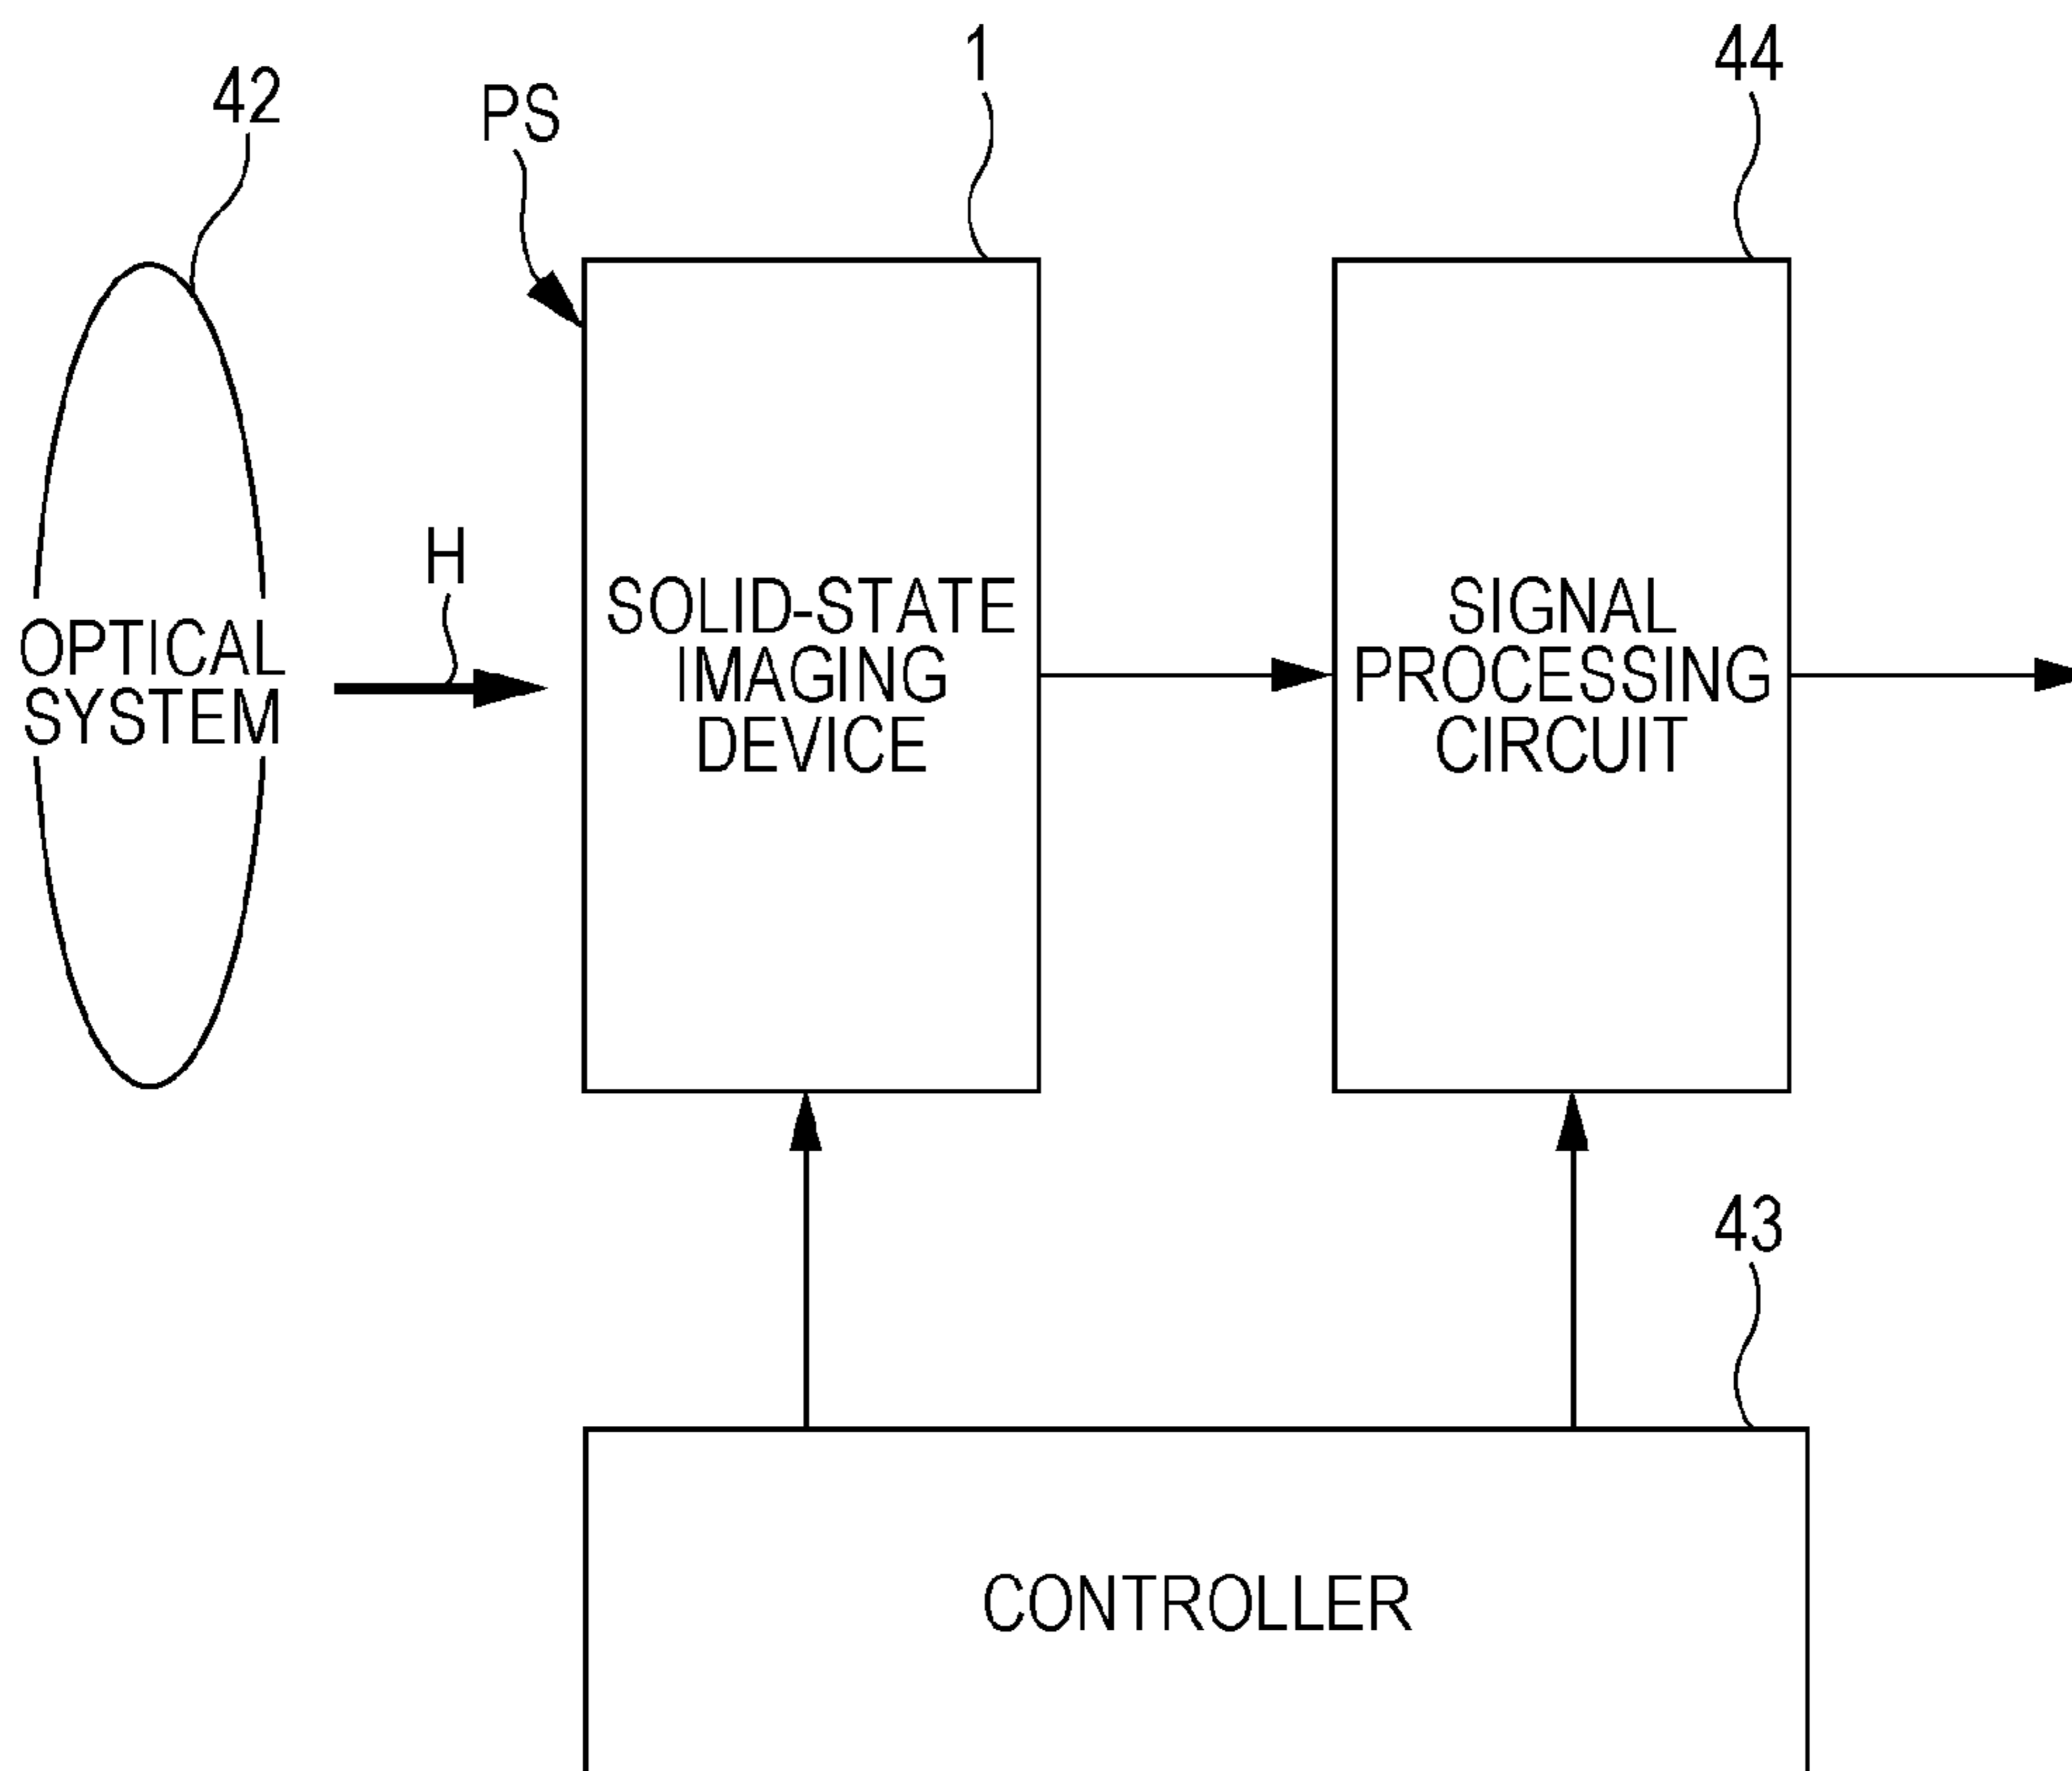 42
PS
1
44
H
OPTICAL
SYSTEM
SOLID-STATE
IMAGING
DEVICE
SIGNAL
PROCESSING
CIRCUIT
43
CONTROLLER